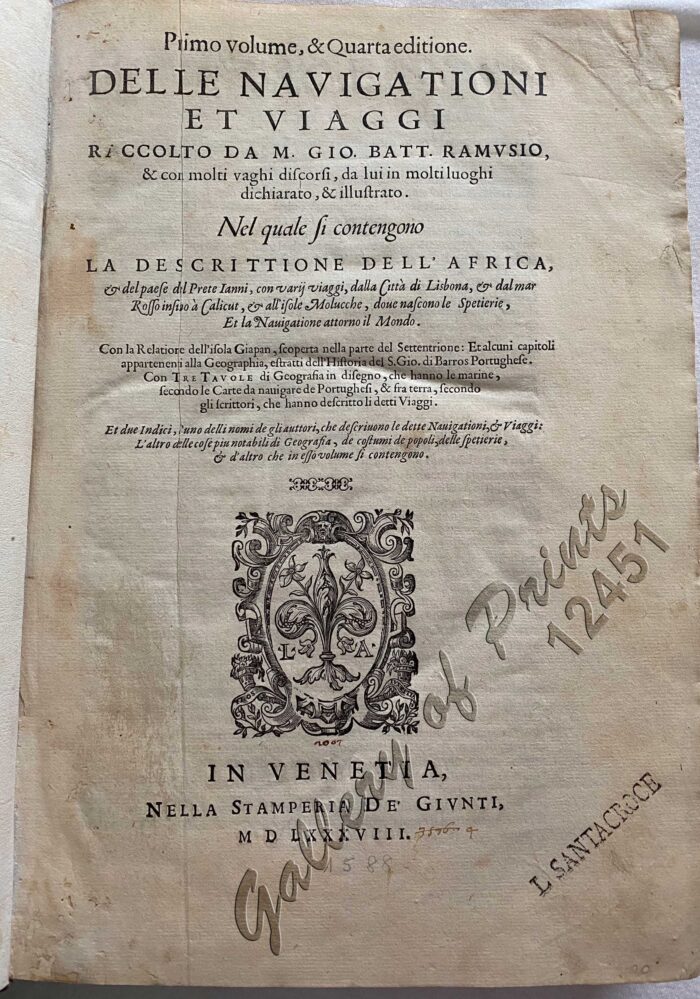 Primo volume, & Quarta editione.
DELLE NAVIGATIONI
ET VIAGGI
RACCOLTO DA M. GIO. BATT. RAMVSIO,
& con molti vaghi discorsi, da lui in molti luoghi
dichiarato, & illustrato.
Nel quale si contengono
LA DESCRITTIONE DELL'AFRICA,
& del paese del Prete Ianni, con varij viaggi, dalla Città di Lisbona, & dal mar
Rosso insino à Calicut, & all'isole Molucche, doue nascono le Spetierie,
Et la Nauigatione attorno il Mondo.
Con la Relatione dell'isola Giapan, scoperta nella parte del Settentrione: Et alcuni capitoli
appartenenti alla Geographia, estratti dell'Historia del S. Gio. di Barros Portughese.
Con TRE TAVOLE di Geografia in disegno, che hanno le marine,
secondo le Carte da nauigare de Portughesi, & fra terra, secondo
gli scrittori, che hanno descritto li detti Viaggi.
Et due Indici, l'uno delli nomi de gli auttori, che descriuono le dette Nauigationi, & Viaggi:
L'altro delle cose piu notabili di Geografia, de costumi de popoli, delle spetierie,
& d'altro che in esso volume si contengono.
L A
IN VENETIA,
NELLA STAMPERIA DE' GIVNTI,
M D LXXXVIII.
1588
L SANTACROCE
Gallery of Prints
12451